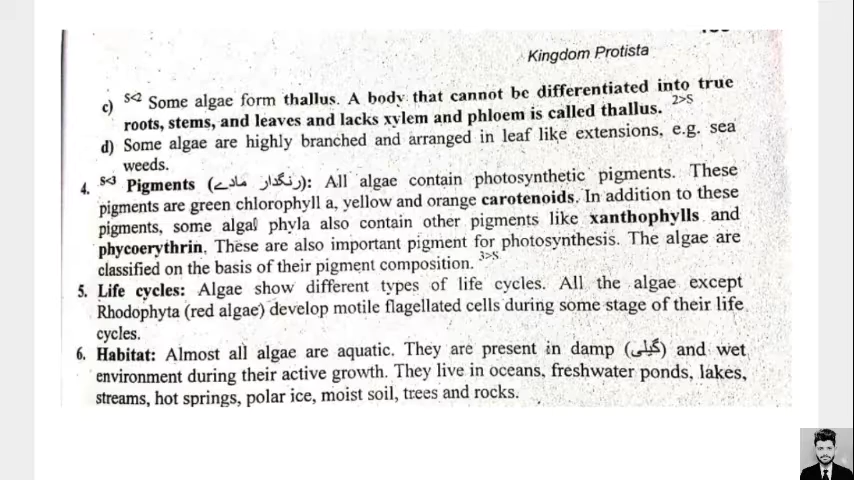 Kingdom Protista
c) S<2 Some algae form thallus. A body that cannot be differentiated into true
roots, stems, and leaves and lacks xylem and phloem is called thallus. 2>S
d) Some algae are highly branched and arranged in leaf like extensions, e.g. sea
weeds.
4. S<3 Pigments (رنگدار مادے): All algae contain photosynthetic pigments. These
pigments are green chlorophyll a, yellow and orange carotenoids. In addition to these
pigments, some algal phyla also contain other pigments like xanthophylls and
phycoerythrin. These are also important pigment for photosynthesis. The algae are
classified on the basis of their pigment composition. 3>S
5. Life cycles: Algae show different types of life cycles. All the algae except
Rhodophyta (red algae) develop motile flagellated cells during some stage of their life
cycles.
6. Habitat: Almost all algae are aquatic. They are present in damp (گیلی) and wet
environment during their active growth. They live in oceans, freshwater ponds, lakes,
streams, hot springs, polar ice, moist soil, trees and rocks.